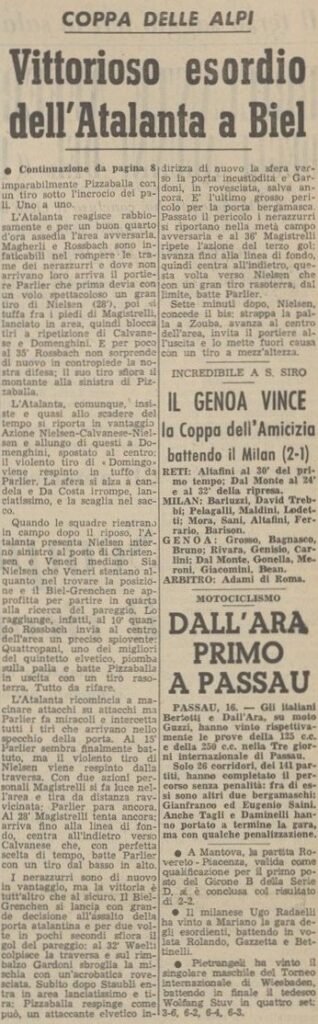 COPPA DELLE ALPI
Vittorioso esordio
dell'Atalanta a Biel
● Continuazione da pagina 8
imparabilmente Pizzaballa con
un tiro sotto l'incrocio dei pa-
li. Uno a uno.
L'Atalanta reagisce rabbio-
samente e per un buon quarto
d'ora assedia l'area avversaria.
Magherli e Rossbach sono in-
faticabili nel rompere le tra-
me dei nerazzurri e dove non
arrivano loro arriva il portie-
re Parlier che prima devia con
un volo spettacoloso un gran
tiro di Nielsen (28'), poi si
tuffa fra i piedi di Magistrelli,
lanciato in area, quindi blocca
tiri a ripetizione di Calvane-
se e Domenghini. E per poco
al 35' Rossbach non sorprende
di nuovo in contropiede la no-
stra difesa: il suo tiro sfiora il
montante alla sinistra di Piz-
zaballa.
L'Atalanta, comunque, insi-
ste e quasi allo scadere del tem-
po si riporta in vantaggio.
Azione Nielsen-Calvanese-Niel-
sen e allungo di questi a Do-
menghini, spostato al centro:
il violento tiro di «Domingo»
viene respinto in tuffo da
Parlier. La sfera si alza a can-
dela e Da Costa irrompe, lan-
ciatissimo, e la scaglia nel sac-
co.
Quando le squadre rientrano
in campo dopo il riposo, l'Ata-
lanta presenta Nielsen interno
sinistro al posto di Christen-
sen e Veneri mediano Sia
Nielsen che Veneri stentano al-
quanto nel trovare la posizione
e il Biel-Grenchen ne ap-
profitta per partire in quarta
alla ricerca del pareggio. Lo
raggiunge, infatti, al 10' quan-
do Rossbach invia al centro
dell'area un preciso spiovente:
Quattropani, uno dei migliori
del quintetto elvetico, piomba
sulla palla e batte Pizzaballa
in uscita con un tiro rasoter-
ra. Tutto da rifare.
L'Atalanta ricomincia a ma-
cinare attacchi su attacchi ma
Parlier fa miracoli e intercetta
tutti i tiri che arrivano nello
specchio della porta. Al 15'
Parlier sembra finalmente bat-
tuto, ma il violento tiro di
Nielsen viene respinto dalla
traversa. Con due azioni per-
sonali Magistrelli si fa luce nel-
l'area e tira da distanza ravvi-
cinata: Parlier para ancora.
Al 28' Magistrelli tenta ancora:
arriva fino alla linea di fon-
do, centra all'indietro verso
Calvanese che, con perfetta
scelta di tempo, batte Parlier
con un tiro dal basso in alto.
I nerazzurri sono di nuovo
in vantaggio, ma la vittoria è
tutt'altro che al sicuro. Il Biel-
Grenchen si lancia con gran-
de decisione all'assalto della
porta atalantina e per due vol-
te in pochi secondi sfiora il
gol del pareggio: al 32' Waelti
colpisce la traversa e sul rim-
balzo Gardoni sbroglia la mi-
schia con un'acrobatica rove-
sciata. Subito dopo Staubli en-
tra in area lanciatissimo e ti-
ra: Pizzaballa respinge come
può, un attaccante elvetico in-
dirizza di nuovo la sfera ver-
so la porta incustodita e Gar-
doni, in rovesciata, salva an-
cora. E' l'ultimo grosso peri-
colo per la porta bergamasca.
Passato il pericolo i nerazzurri
si riportano nella metà campo
avversaria e al 36' Magistrelli
ripete l'azione del terzo gol:
avanza fino alla linea di fondo,
quindi centra all'indietro, que-
sta volta verso Nielsen che
con un gran tiro rasoterra, dal
limite, batte Parlier.
Sette minuti dopo, Nielsen,
concede il bis: strappa la palla
a Zouba, avanza al centro
dell'area, invita il portiere al-
l'uscita e lo mette fuori causa
con un tiro a mezz'altezza.
INCREDIBILE A S. SIRO
IL GENOA VINCE
la Coppa dell'Amicizia
battendo il Milan (2-1)
RETI: Altafini al 30' del pri-
mo tempo; Dal Monte al 24'
e al 32' della ripresa.
MILAN: Barluzzi, David Treb-
bi; Pelagalli, Maldini, Lodet-
ti; Mora, Sani, Altafini, Fer-
rario, Barison.
GENOA: Grosso, Bagnasco,
Bruno; Rivara, Genisio, Car-
lini; Dal Monte, Gonella, Me-
roni, Giacomini, Bean.
ARBITRO: Adami di Roma.
MOTOCICLISMO
DALL'ARA
PRIMO
A PASSAU
PASSAU, 16. — Gli italiani
Bertotti e Dall'Ara, su moto
Guzzi, hanno vinto rispettiva-
mente le prove della 125 c.c.
e della 250 c.c. nella Tre gior-
ni internazionale di Passau.
Solo 26 corridori, dei 141 par-
titi, hanno completato il per-
corso senza penalità: fra di es-
si sono altri due bergamaschi:
Gianfranco ed Eugenio Saini.
Anche Tagli e Daminelli han-
no portato a termine la gara,
ma con qualche penalizzazione.
● A Mantova, la partita Ro-
vereto - Piacenza, valida come
qualificazione per il primo po-
sto del Girone B della Serie
D, si è conclusa col risultato
di 2-2.
● Il milanese Ugo Radaelli
ha vinto a Mariano la gara de-
gli esordienti, battendo in vo-
lata Rolando, Gazzetta e Bet-
tinelli.
● Pietrangeli ha vinto il
singolare maschile del Torneo
internazionale di Wiesbaden,
battendo in finale il tedesco
Wolfang Stuv in quattro set:
3-6, 6-2, 6-4, 6-3.